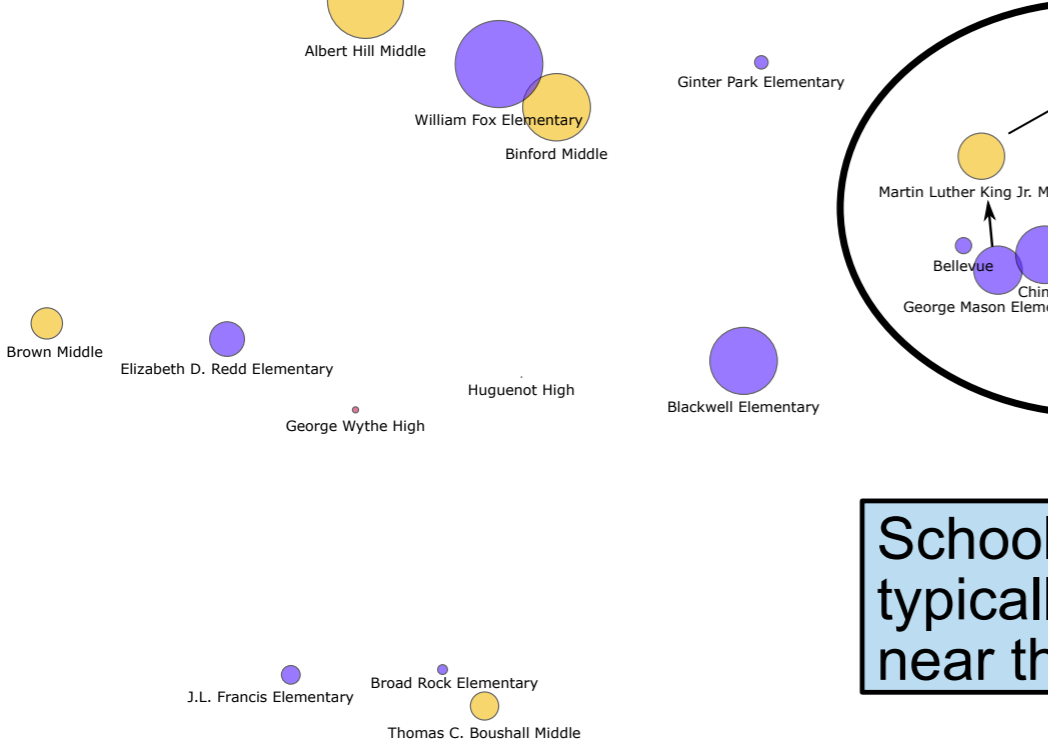 Albert Hill Middle
Ginter Park Elementary
William Fox Elementary
Binford Middle
Martin Luther King Jr. M
Bellevue
Chin
George Mason Eleme
Brown Middle
Elizabeth D. Redd Elementary
Huguenot High
Blackwell Elementary
George Wythe High
School
typicall
near th
J.L. Francis Elementary
Broad Rock Elementary
Thomas C. Boushall Middle